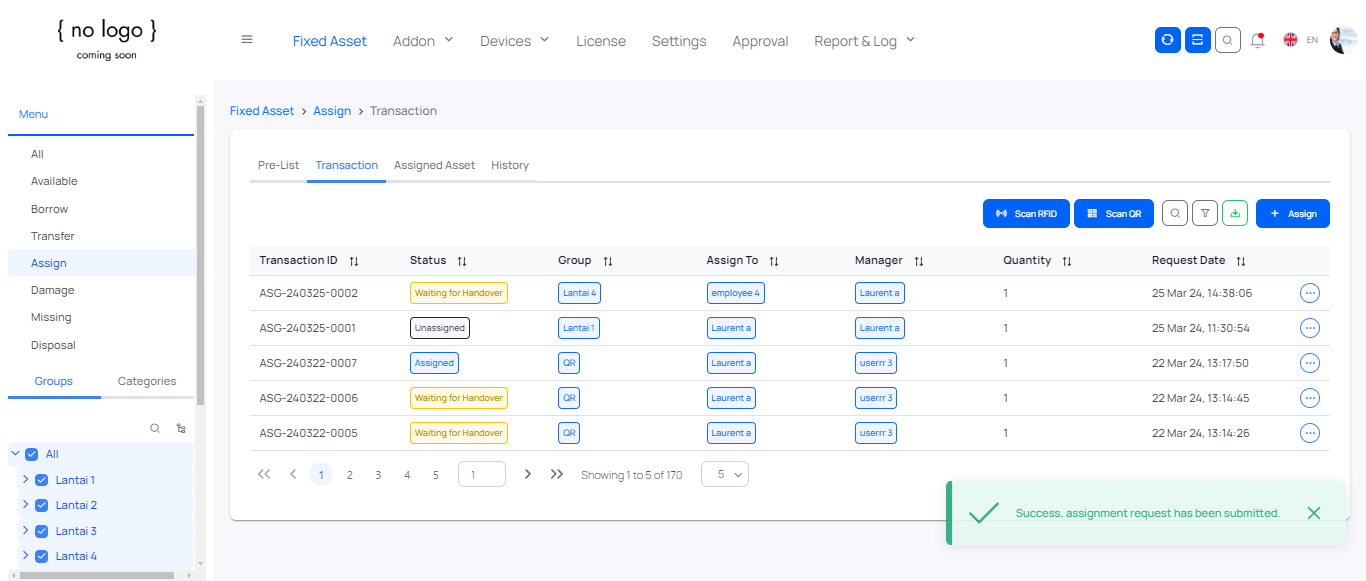 { no logo }
coming soon
Fixed Asset Addon Devices License Settings Approval Report & Log EN
Menu
All
Available
Borrow
Transfer
Assign
Damage
Missing
Disposal
Groups Categories
All
Lantai 1
Lantai 2
Lantai 3
Lantai 4
Fixed Asset > Assign > Transaction
Pre-List Transaction Assigned Asset History
Scan RFID Scan QR + Assign
Transaction ID Status Group Assign To Manager Quantity Request Date
ASG-240325-0002 Waiting for Handover Lantai 4 employee 4 Laurent a 1 25 Mar 24, 14:38:06
ASG-240325-0001 Unassigned Lantai 1 Laurent a Laurent a 1 25 Mar 24, 11:30:54
ASG-240322-0007 Assigned QR Laurent a userrr 3 1 22 Mar 24, 13:17:50
ASG-240322-0006 Waiting for Handover QR Laurent a userrr 3 1 22 Mar 24, 13:14:45
ASG-240322-0005 Waiting for Handover QR Laurent a userrr 3 1 22 Mar 24, 13:14:26
1 2 3 4 5 1 Showing 1 to 5 of 170 5
Success, assignment request has been submitted.